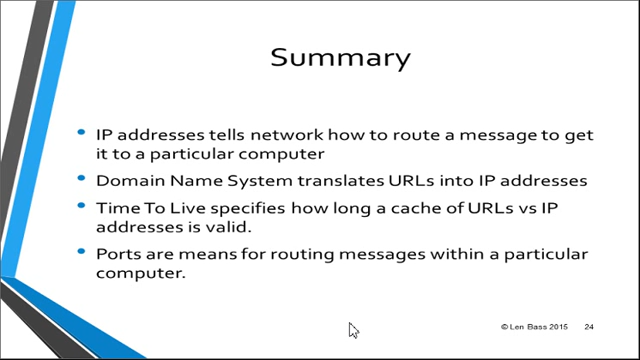 Summary
IP addresses tells network how to route a message to get
it to a particular computer
Domain Name System translates URLs into IP addresses
Time To Live specifies how long a cache of URLs vs IP
addresses is valid.
Ports are means for routing messages within a particular
computer.
© Len Bass 2015 24